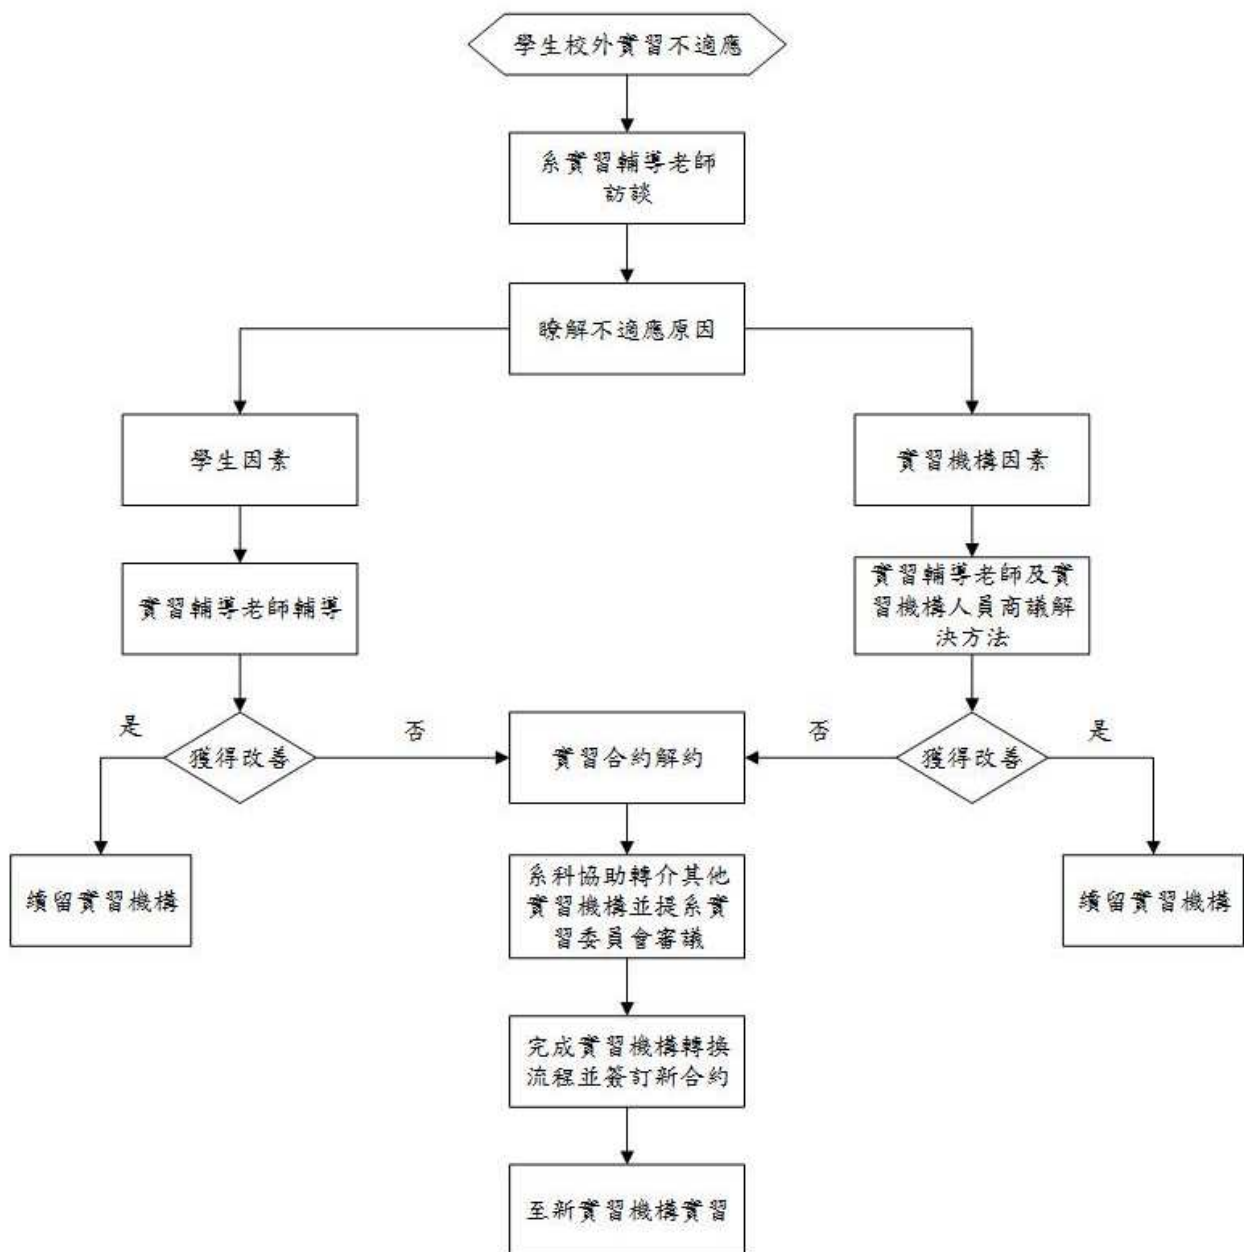 學生校外實習不適應
系實習輔導老師
訪談
瞭解不適應原因
學生因素
實習機構因素
實習輔導老師輔導
實習輔導老師及實
習機構人員商議解
決方法
是
獲得改善
否
實習合約解約
否
獲得改善
是
續留實習機構
系科協助轉介其他
實習機構並提系實
習委員會審議
續留實習機構
完成實習機構轉換
流程並簽訂新合約
至新實習機構實習